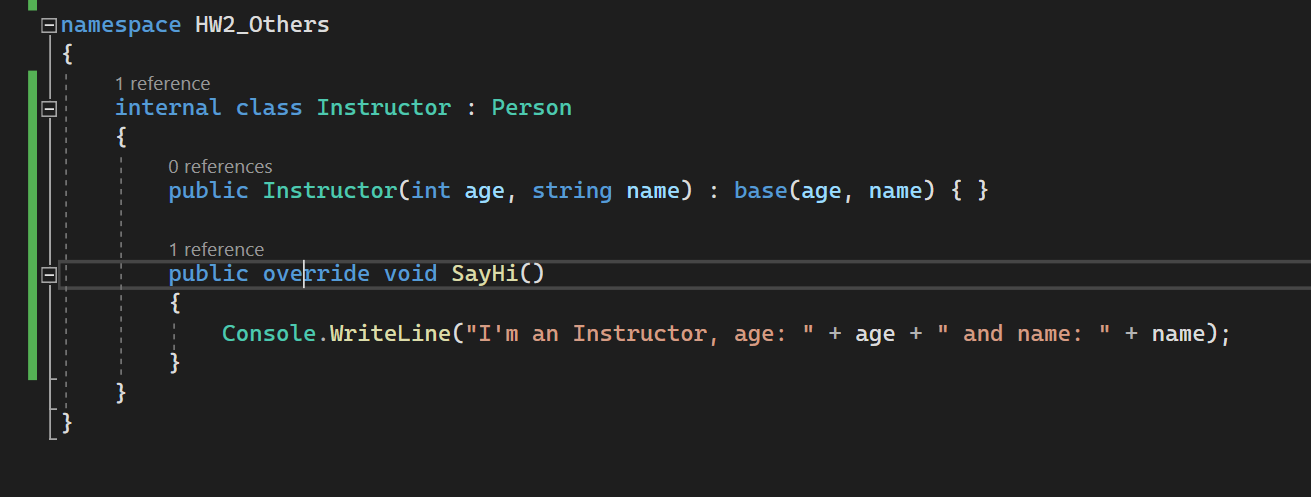 namespace HW2_Others
{
1 reference
internal class Instructor : Person
{
0 references
public Instructor(int age, string name) : base(age, name) { }
1 reference
public override void SayHi()
{
Console.WriteLine("I'm an Instructor, age: " + age + " and name: " + name);
}
}
}